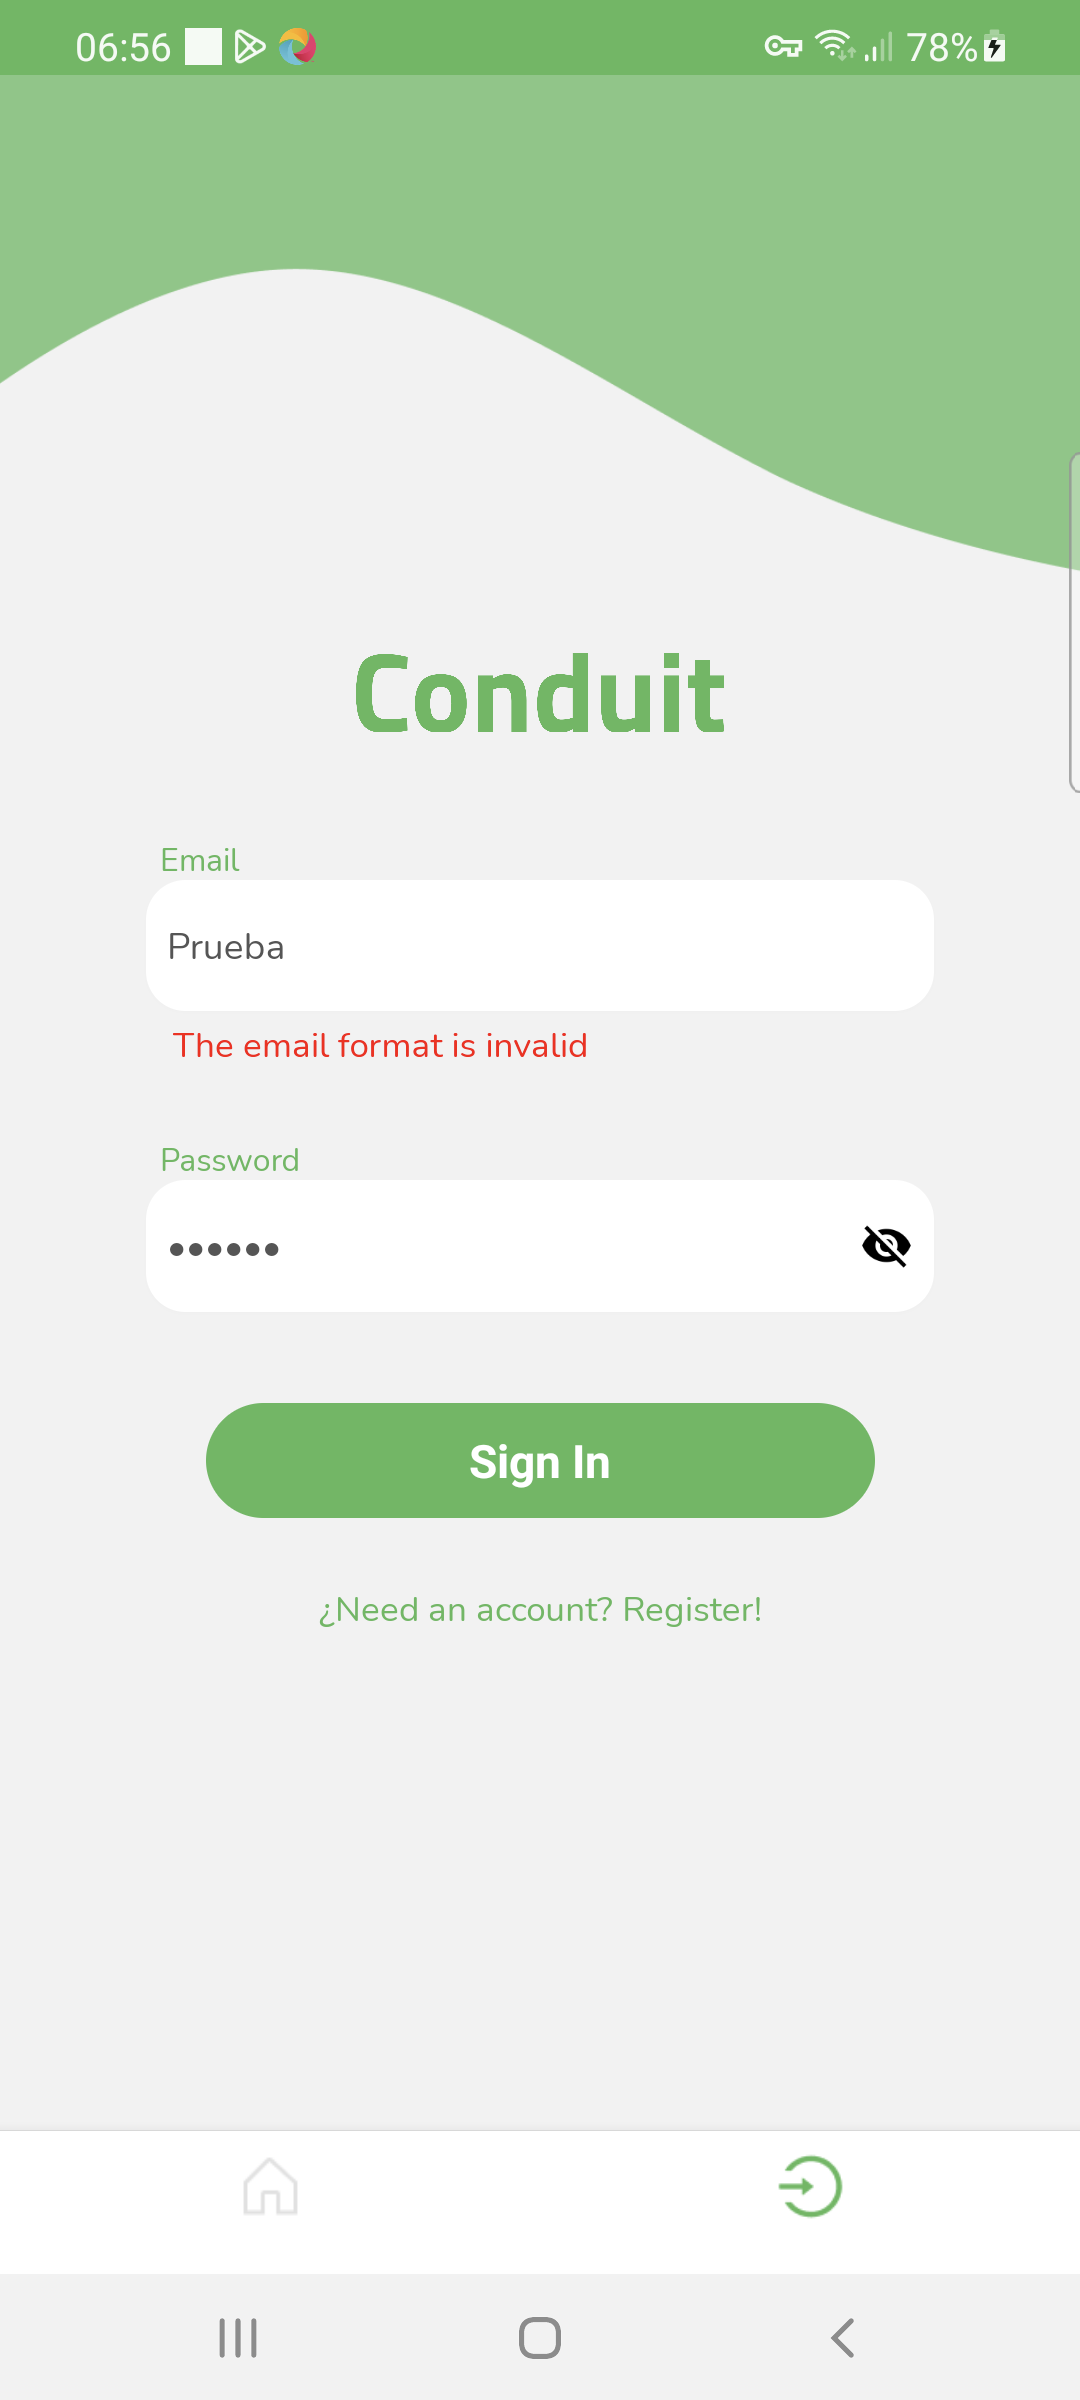 06:56
78%
Conduit
Email
Prueba
The email format is invalid
Password
••••••
Sign In
¿Need an account? Register!